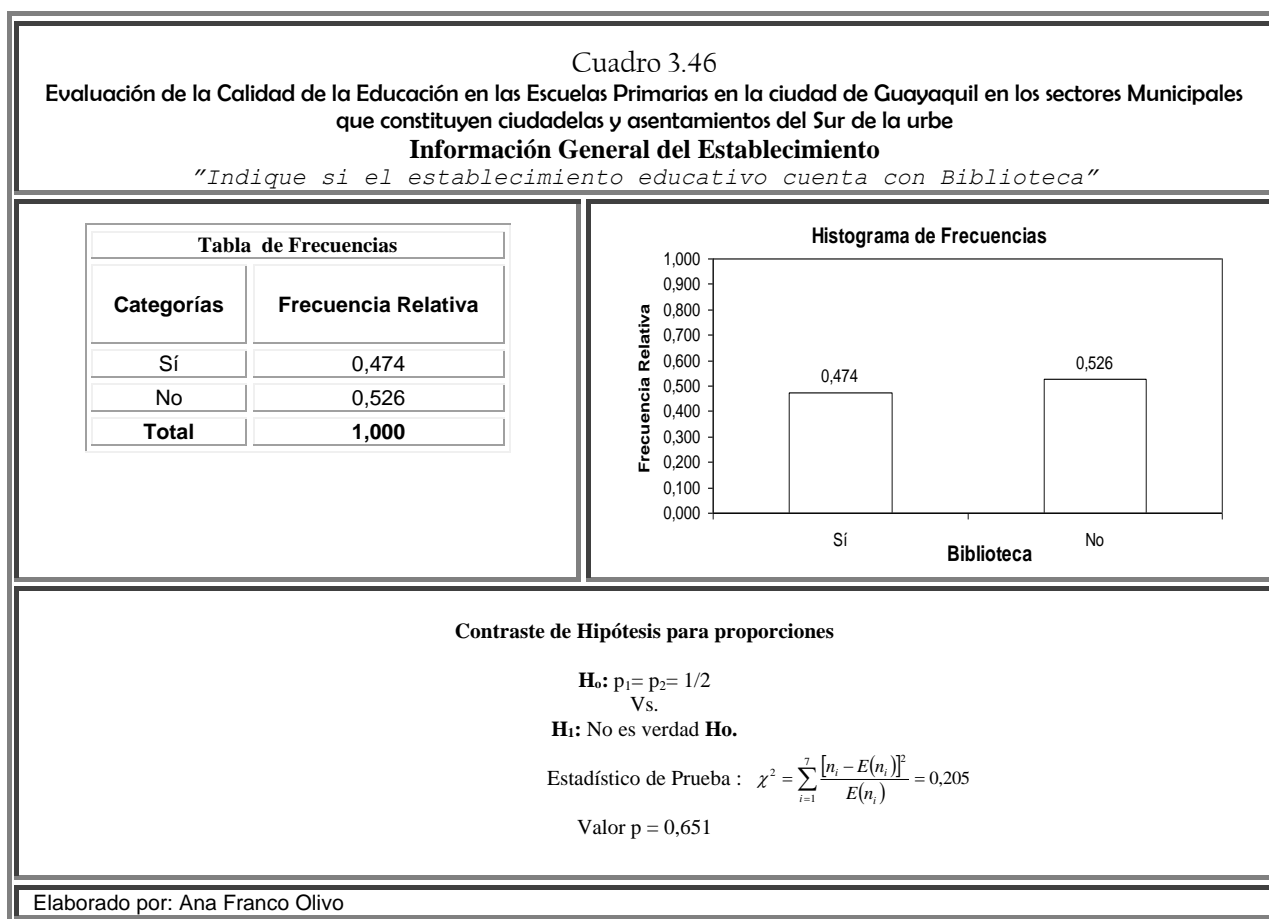 Cuadro 3.46
Evaluación de la Calidad de la Educación en las Escuelas Primarias en la ciudad de Guayaquil en los sectores Municipales
que constituyen ciudadelas y asentamientos del Sur de la urbe
Información General del Establecimiento
"Indique si el establecimiento educativo cuenta con Biblioteca"
Tabla de Frecuencias
Categorías Frecuencia Relativa
Sí 0,474
No 0,526
Total 1,000
Histograma de Frecuencias
1,000
0,900
0,800
0,700
0,600
0,500
0,400
0,300
0,200
0,100
0,000
Frecuencia Relativa
0,474
0,526
Sí
No
Biblioteca
Contraste de Hipótesis para proporciones
Hₒ: p₁= p₂= 1/2
Vs.
H₁: No es verdad Ho.
Estadístico de Prueba : χ² = ∑_{i=1}^{7} [nᵢ − E(nᵢ)]² / E(nᵢ) = 0,205
Valor p = 0,651
Elaborado por: Ana Franco Olivo